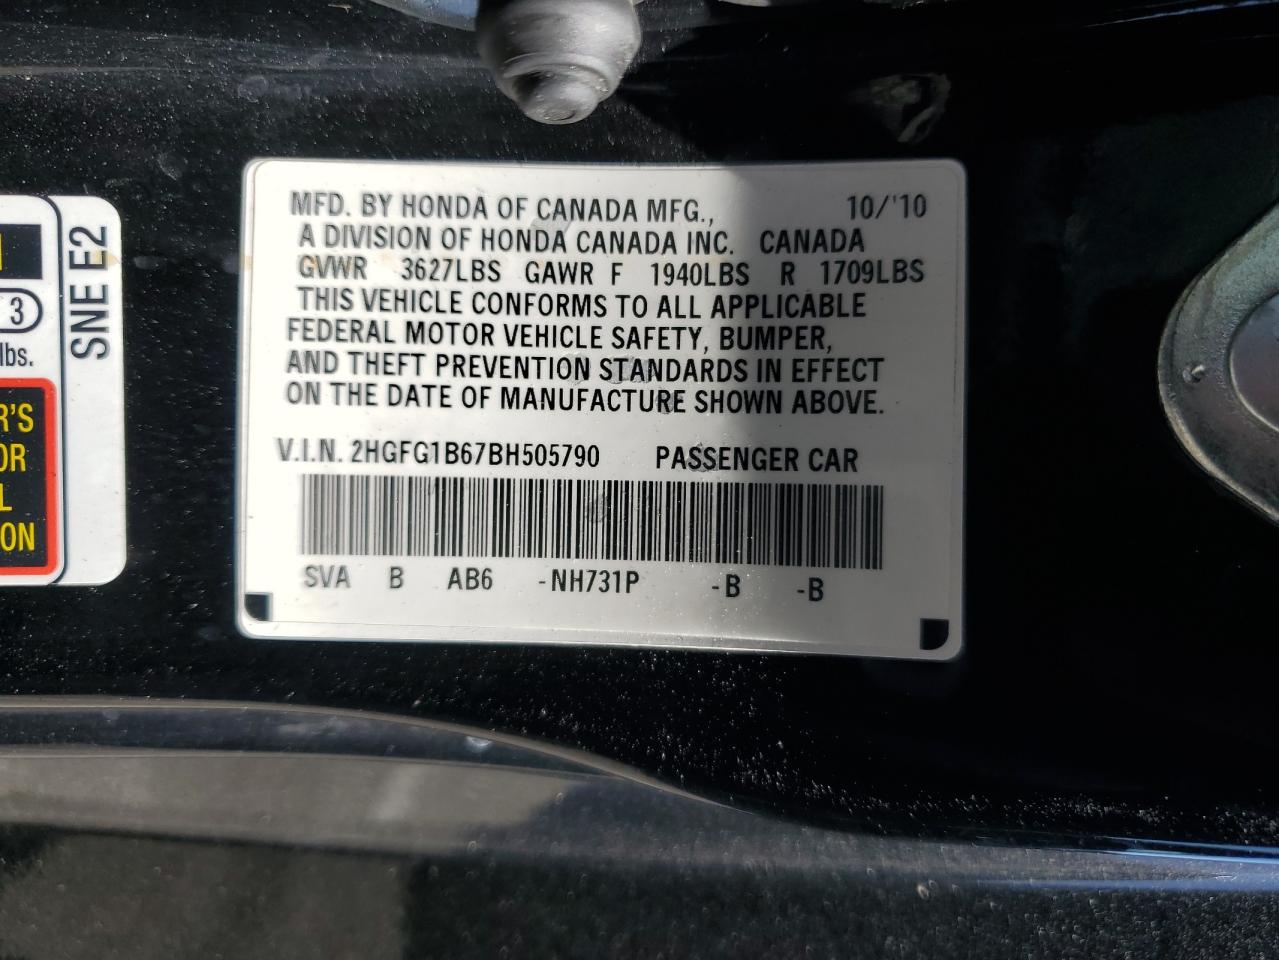 MFD. BY HONDA OF CANADA MFG., 10/'10
A DIVISION OF HONDA CANADA INC. CANADA
GVWR 3627LBS GAWR F 1940LBS R 1709LBS
THIS VEHICLE CONFORMS TO ALL APPLICABLE
FEDERAL MOTOR VEHICLE SAFETY, BUMPER,
AND THEFT PREVENTION STANDARDS IN EFFECT
ON THE DATE OF MANUFACTURE SHOWN ABOVE.
V.I.N. 2HGFG1B67BH505790 PASSENGER CAR
SVA B AB6 -NH731P -B -B
SNE E2
3
lbs.
R'S
OR
L
ON